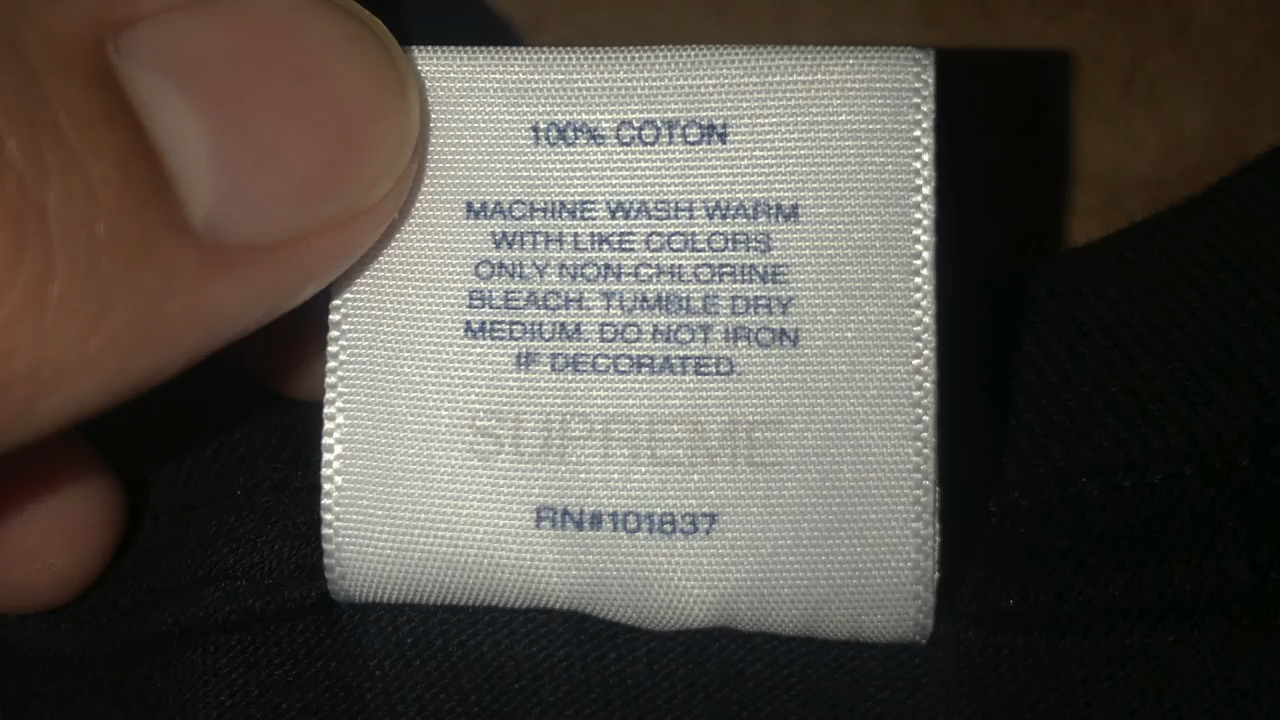 100% COTON
MACHINE WASH WARM
WITH LIKE COLORS
ONLY NON-CHLORINE
BLEACH. TUMBLE DRY
MEDIUM. DO NOT IRON
IF DECORATED.
SUPREME
RN#101837